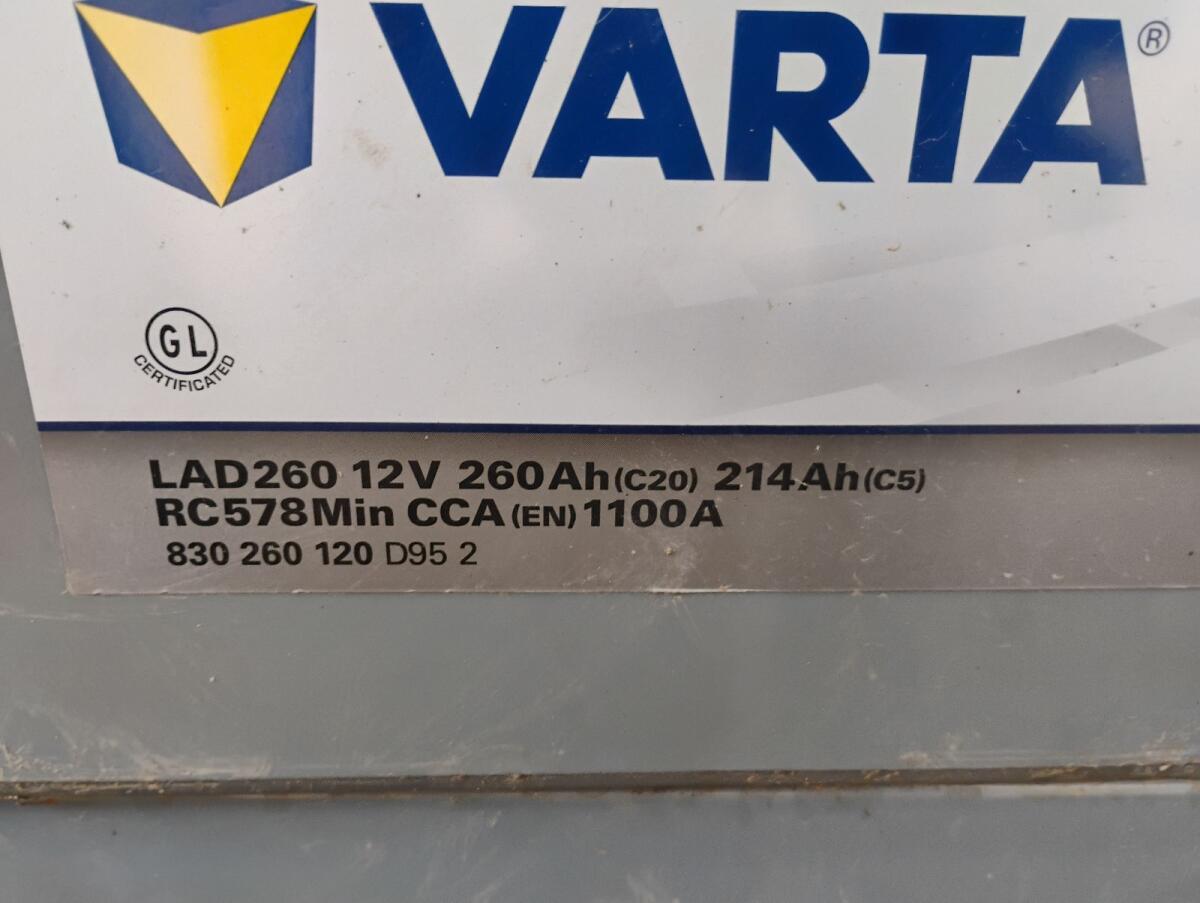 VARTA®
GL
CERTIFICATED
LAD260 12V 260Ah(C20) 214Ah(C5)
RC578Min CCA(EN)1100A
830 260 120 D95 2